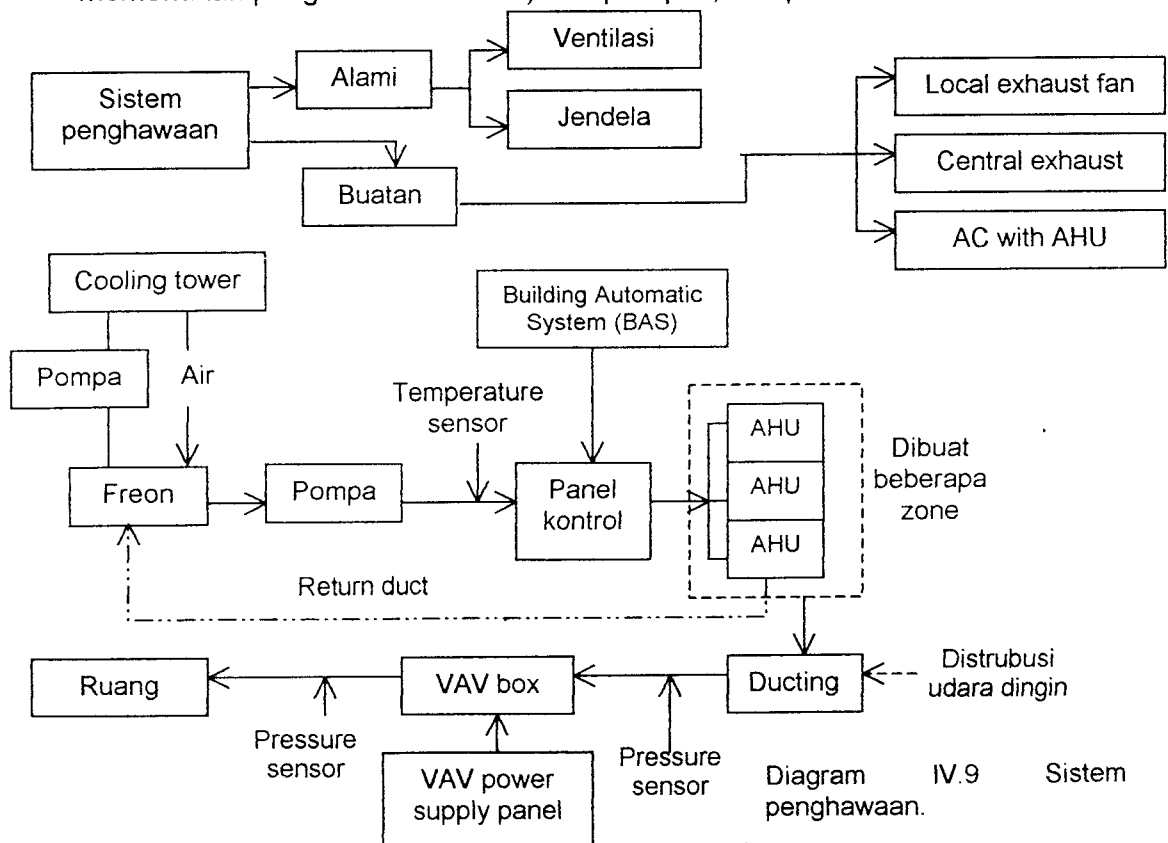 Ventilasi
Alami
Sistem
penghawaan
Jendela
Buatan
Local exhaust fan
Central exhaust
AC with AHU
Cooling tower
Building Automatic
System (BAS)
Pompa
Air
Temperature
sensor
AHU
AHU
AHU
Dibuat
beberapa
zone
Freon
Pompa
Panel
kontrol
Return duct
Ruang
VAV box
Ducting
Distrubusi
udara dingin
Pressure
sensor
VAV power
supply panel
Pressure
sensor
Diagram IV.9 Sistem
penghawaan.